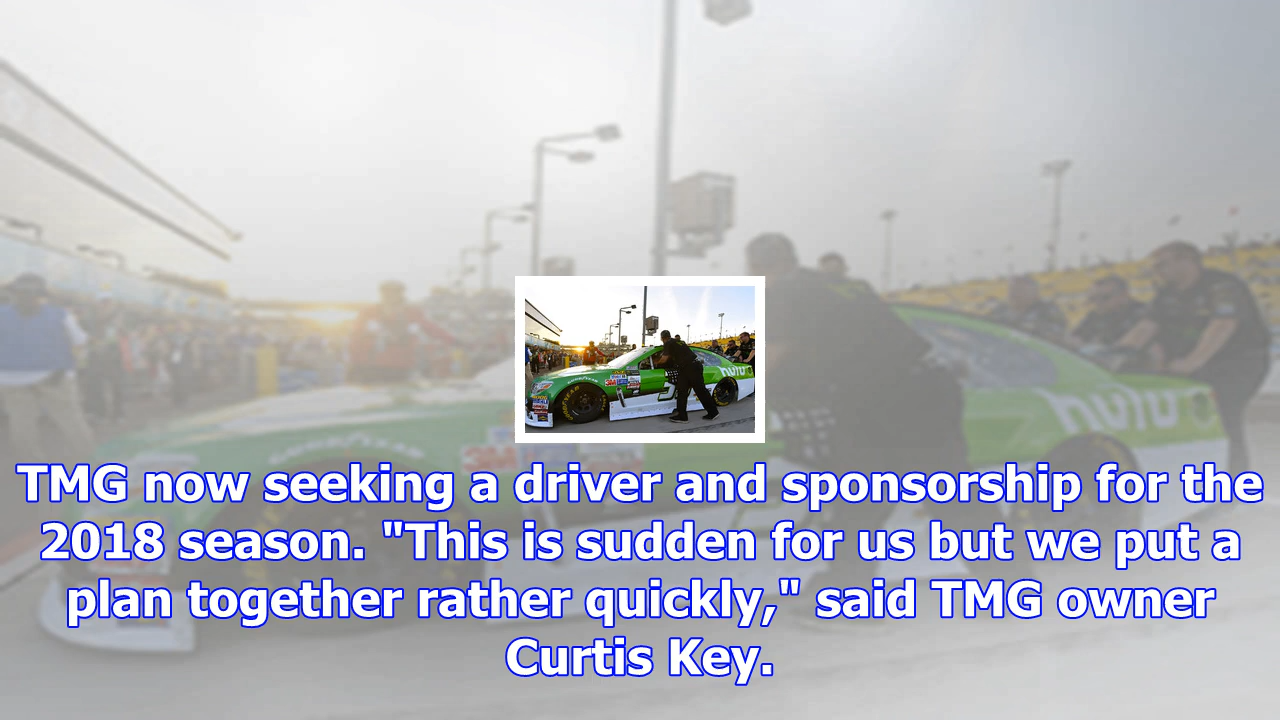 hulu
TMG now seeking a driver and sponsorship for the
2018 season. "This is sudden for us but we put a
plan together rather quickly," said TMG owner
Curtis Key.